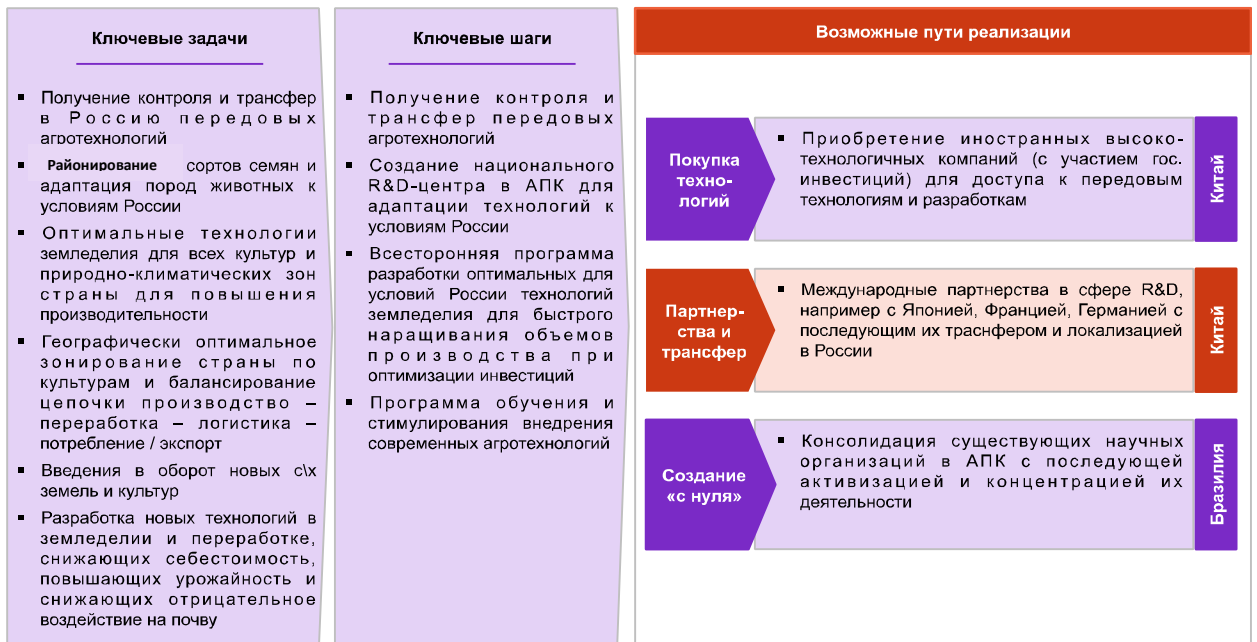 Ключевые задачи
▪ Получение контроля и трансфер
в Россию передовых
агротехнологий
▪ Районирование сортов семян и
адаптация пород животных к
условиям России
▪ Оптимальные технологии
земледелия для всех культур и
природно-климатических зон
страны для повышения
производительности
▪ Географически оптимальное
зонирование страны по
культурам и балансирование
цепочки производство –
переработка – логистика –
потребление / экспорт
▪ Введения в оборот новых с\х
земель и культур
▪ Разработка новых технологий в
земледелии и переработке,
снижающих себестоимость,
повышающих урожайность и
снижающих отрицательное
воздействие на почву
Ключевые шаги
▪ Получение контроля и
трансфер передовых
агротехнологий
▪ Создание национального
R&D-центра в АПК для
адаптации технологий к
условиям России
▪ Всесторонняя программа
разработки оптимальных для
условий России технологий
земледелия для быстрого
наращивания объемов
производства при
оптимизации инвестиций
▪ Программа обучения и
стимулирования внедрения
современных агротехнологий
Возможные пути реализации
Покупка
техно-
логий
▪ Приобретение иностранных высоко-
технологичных компаний (с участием гос.
инвестиций) для доступа к передовым
технологиям и разработкам
Китай
Партнер-
ства и
трансфер
▪ Международные партнерства в сфере R&D,
например с Японией, Францией, Германией с
последующим их траснфером и локализацией
в России
Китай
Создание
«с нуля»
▪ Консолидация существующих научных
организаций в АПК с последующей
активизацией и концентрацией их
деятельности
Бразилия